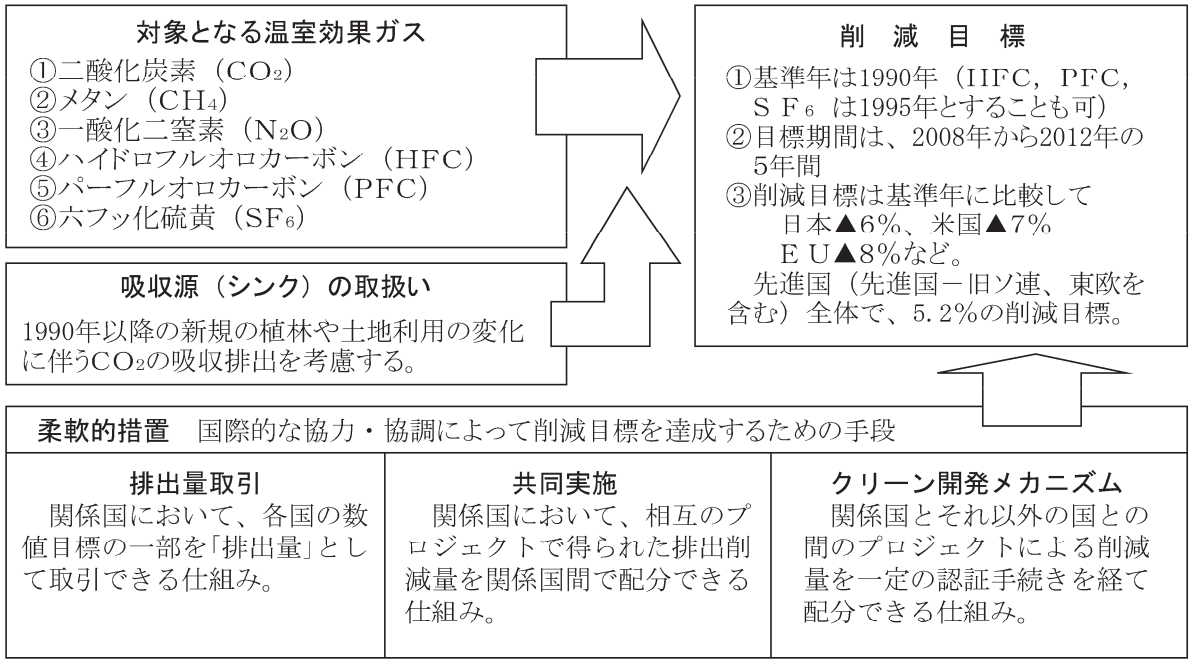 対象となる温室効果ガス
①二酸化炭素（CO₂）
②メタン（CH₄）
③一酸化二窒素（N₂O）
④ハイドロフルオロカーボン（HFC）
⑤パーフルオロカーボン（PFC）
⑥六フッ化硫黄（SF₆）
吸収源（シンク）の取扱い
1990年以降の新規の植林や土地利用の変化
に伴うCO₂の吸収排出を考慮する。
削減目標
①基準年は1990年（HFC，PFC，
ＳＦ₆は1995年とすることも可）
②目標期間は、2008年から2012年の
5年間
③削減目標は基準年に比較して
日本▲6％、米国▲7％
ＥＵ▲8％など。
先進国（先進国－旧ソ連、東欧を
含む）全体で、5.2％の削減目標。
柔軟的措置　国際的な協力・協調によって削減目標を達成するための手段
排出量取引
関係国において、各国の数
値目標の一部を「排出量」とし
て取引できる仕組み。
共同実施
関係国において、相互のプ
ロジェクトで得られた排出削
減量を関係国間で配分できる
仕組み。
クリーン開発メカニズム
関係国とそれ以外の国との
間のプロジェクトによる削減
量を一定の認証手続きを経て
配分できる仕組み。